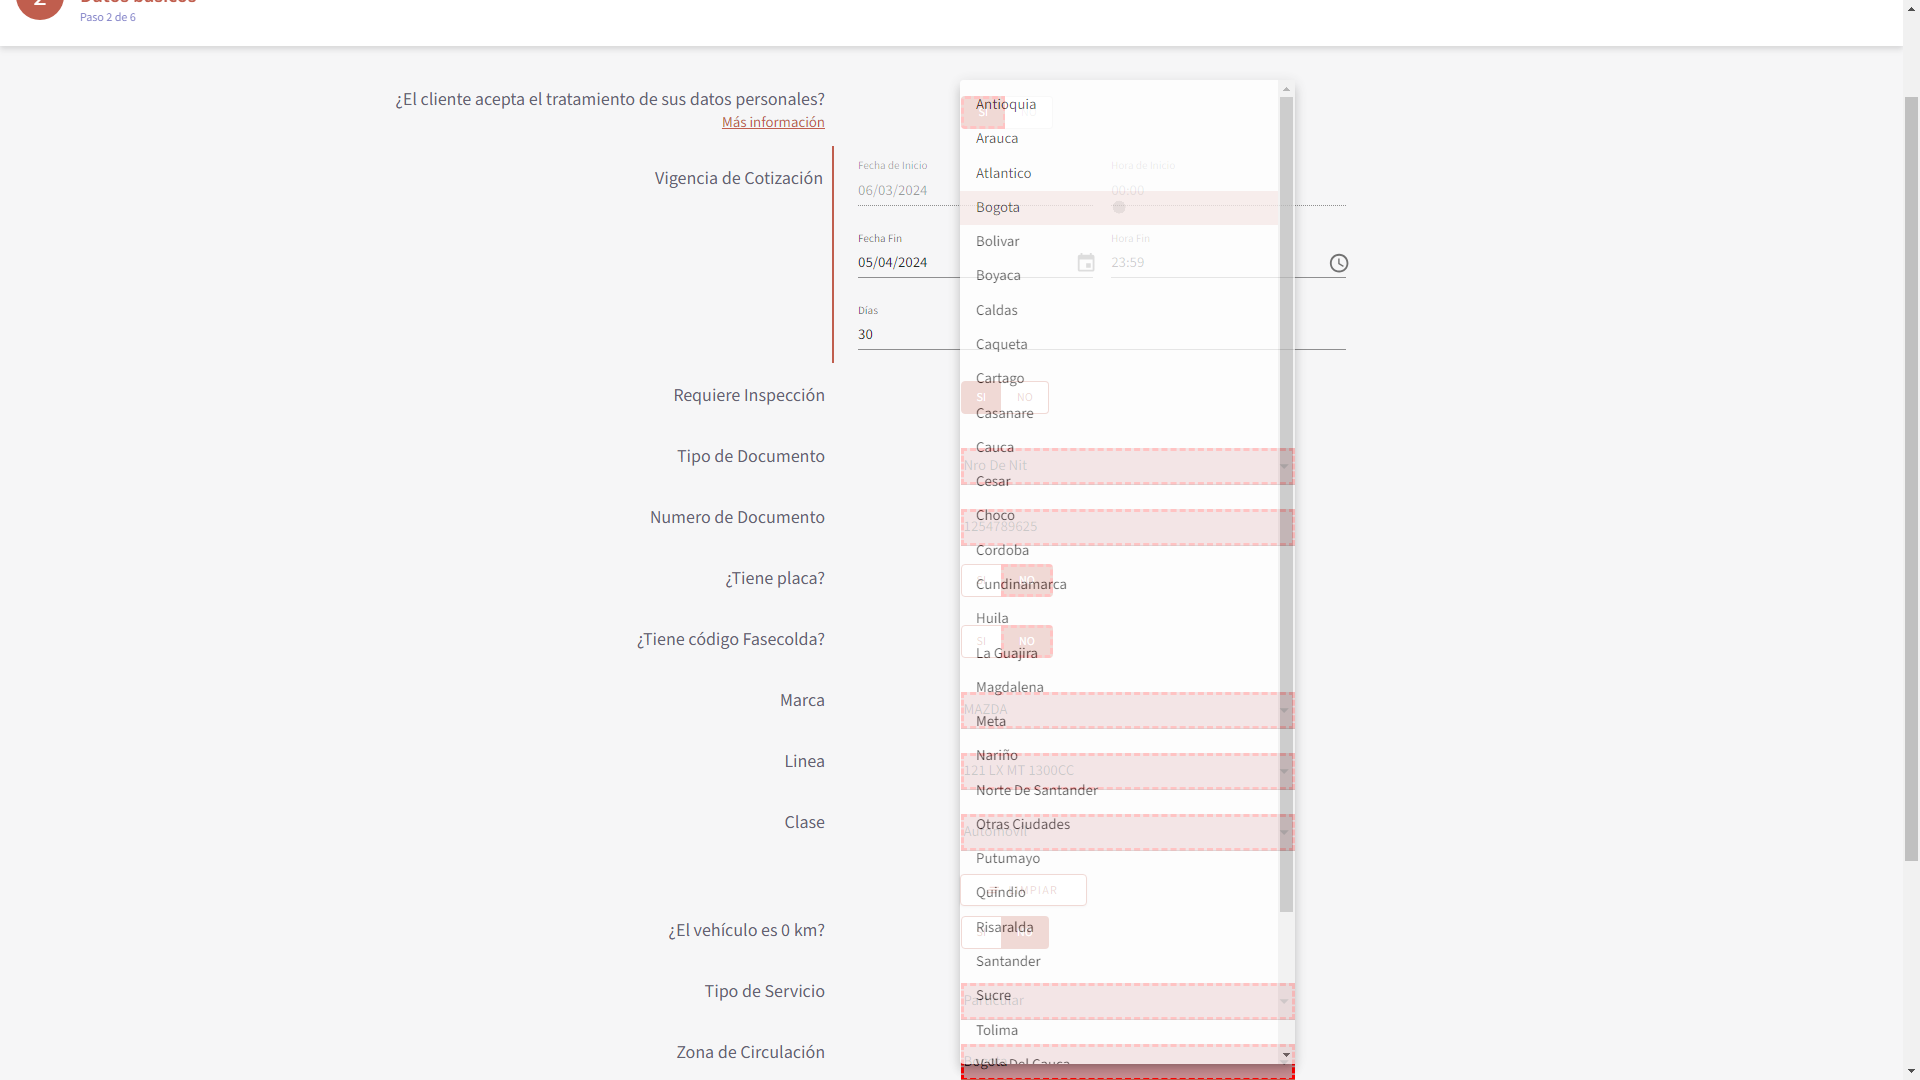 2
Datos básicos
Paso 2 de 6
¿El cliente acepta el tratamiento de sus datos personales?
Más información
SI
NO
Vigencia de Cotización
Fecha de Inicio
06/03/2024
Hora de Inicio
00:00
Fecha Fin
05/04/2024
Hora Fin
23:59
Días
30
Requiere Inspección
SI
NO
Tipo de Documento
Nro De Nit
Numero de Documento
1254789625
¿Tiene placa?
NO
¿Tiene código Fasecolda?
SI
NO
Marca
MAZDA
Linea
121 LX MT 1300CC
Clase
Automovil
¿El vehículo es 0 km?
Tipo de Servicio
Particular
Zona de Circulación
Antioquia
Arauca
Atlantico
Bogota
Bolivar
Boyaca
Caldas
Caqueta
Cartago
Casanare
Cauca
Cesar
Choco
Cordoba
Cundinamarca
Huila
La Guajira
Magdalena
Meta
Nariño
Norte De Santander
Otras Ciudades
Putumayo
Quindio
Risaralda
Santander
Sucre
Tolima
Valle Del Cauca